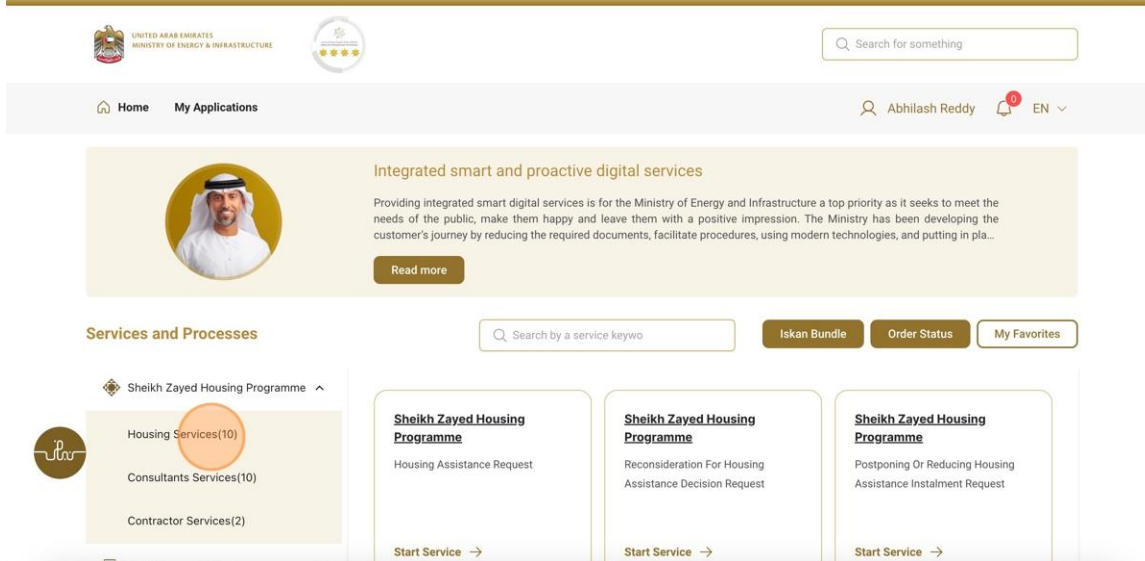 UNITED ARAB EMIRATES
MINISTRY OF ENERGY & INFRASTRUCTURE
Search for something
Home
My Applications
Abhilash Reddy
0
EN
Integrated smart and proactive digital services
Providing integrated smart digital services is for the Ministry of Energy and Infrastructure a top priority as it seeks to meet the
needs of the public, make them happy and leave them with a positive impression. The Ministry has been developing the
customer's journey by reducing the required documents, facilitate procedures, using modern technologies, and putting in pla...
Read more
Services and Processes
Search by a service keywo
Iskan Bundle
Order Status
My Favorites
Sheikh Zayed Housing Programme
Housing Services(10)
Consultants Services(10)
Contractor Services(2)
Sheikh Zayed Housing
Programme
Housing Assistance Request
Start Service →
Sheikh Zayed Housing
Programme
Reconsideration For Housing
Assistance Decision Request
Start Service →
Sheikh Zayed Housing
Programme
Postponing Or Reducing Housing
Assistance Instalment Request
Start Service →